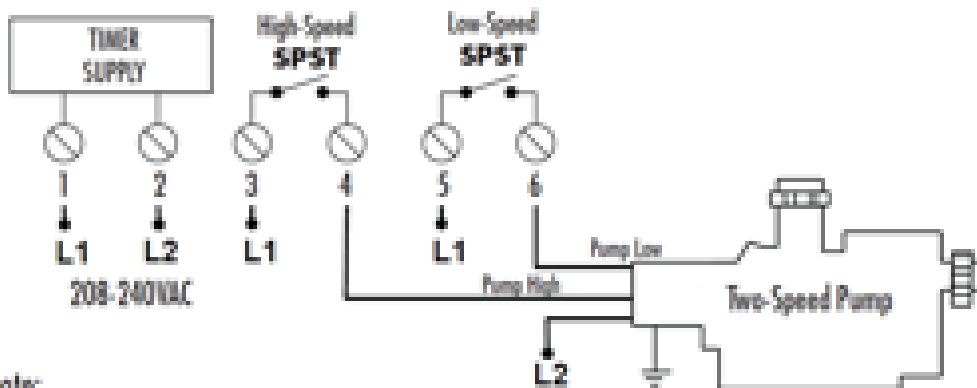 TIMER
SUPPLY
High-Speed
SPST
Low-Speed
SPST
1 2 3 4 5 6
L1 L2 L1 L1
208-240VAC
Pump Low
Pump High
Two-Speed Pump
L2